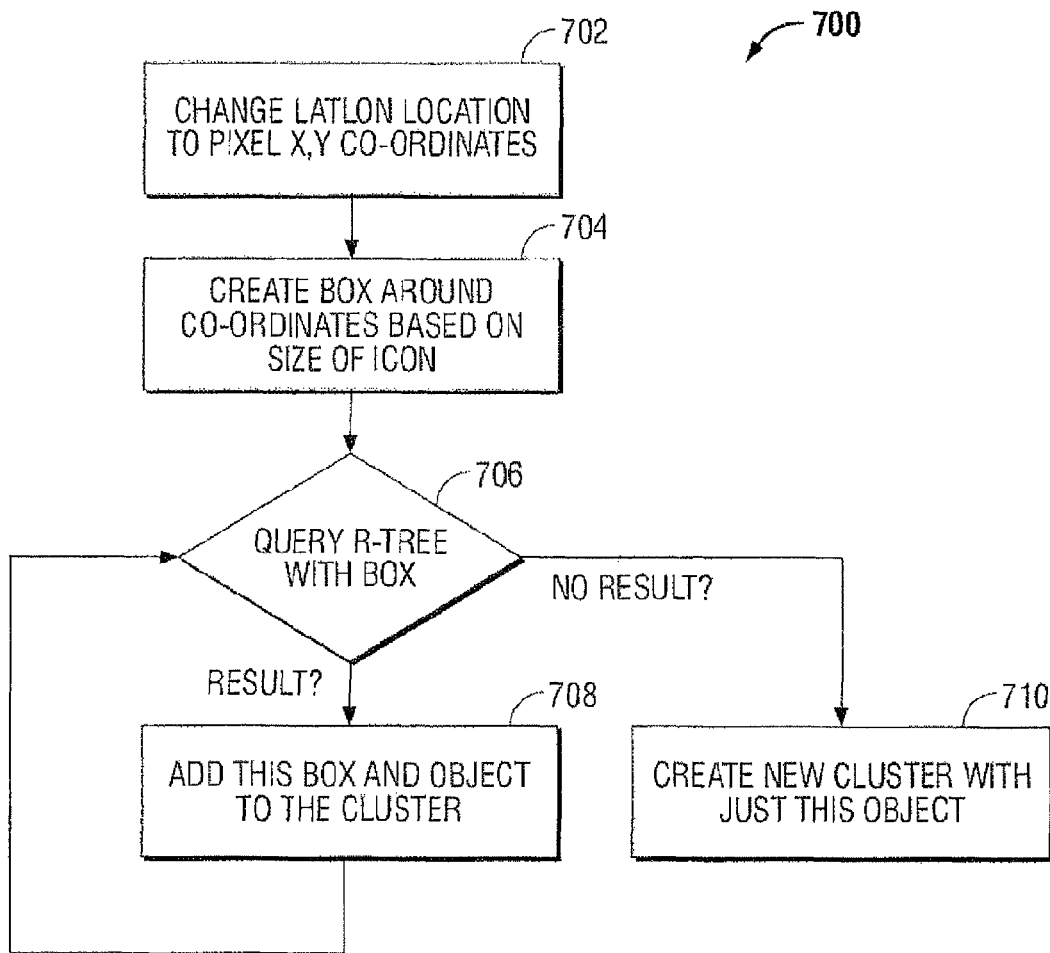 700
702
CHANGE LATLON LOCATION
TO PIXEL X,Y CO-ORDINATES
704
CREATE BOX AROUND
CO-ORDINATES BASED ON
SIZE OF ICON
706
QUERY R-TREE
WITH BOX
NO RESULT?
RESULT?
708
ADD THIS BOX AND OBJECT
TO THE CLUSTER
710
CREATE NEW CLUSTER WITH
JUST THIS OBJECT